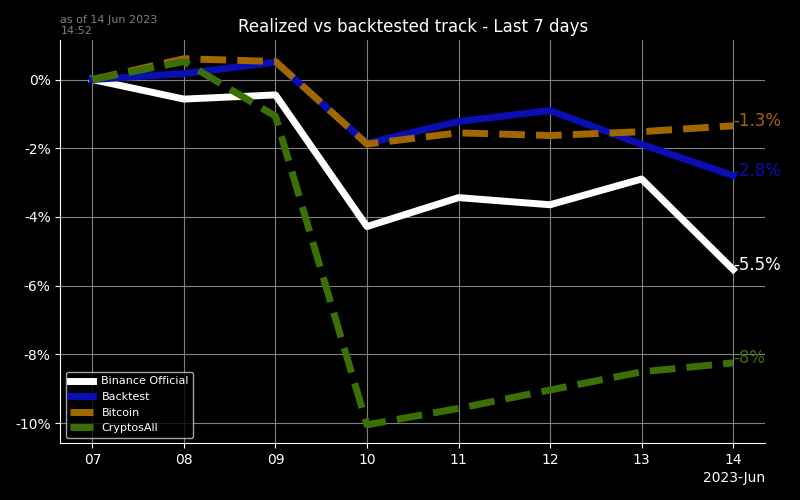 as of 14 Jun 2023
14:52
Realized vs backtested track - Last 7 days
0%
-2%
-4%
-6%
-8%
-10%
-1.3%
-2.8%
-5.5%
-8%
Binance Official
Backtest
Bitcoin
CryptosAll
07 08 09 10 11 12 13 14
2023-Jun